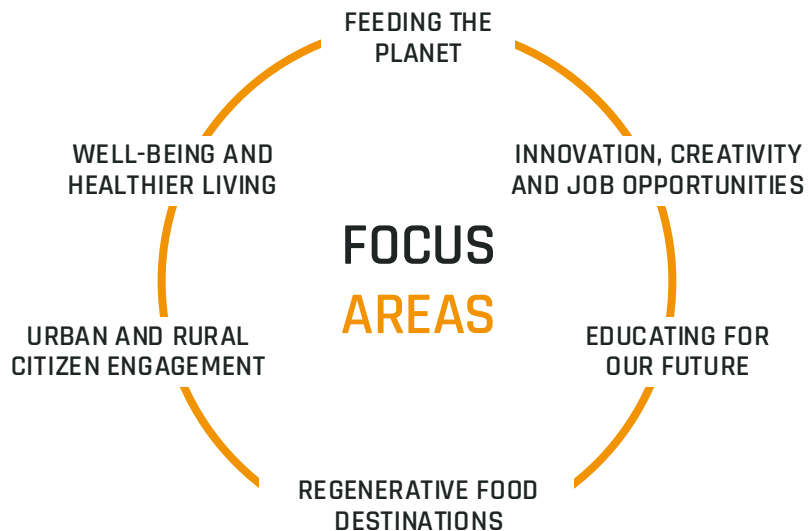 FEEDING THE
PLANET
INNOVATION, CREATIVITY
AND JOB OPPORTUNITIES
EDUCATING FOR
OUR FUTURE
REGENERATIVE FOOD
DESTINATIONS
URBAN AND RURAL
CITIZEN ENGAGEMENT
WELL-BEING AND
HEALTHIER LIVING
FOCUS
AREAS